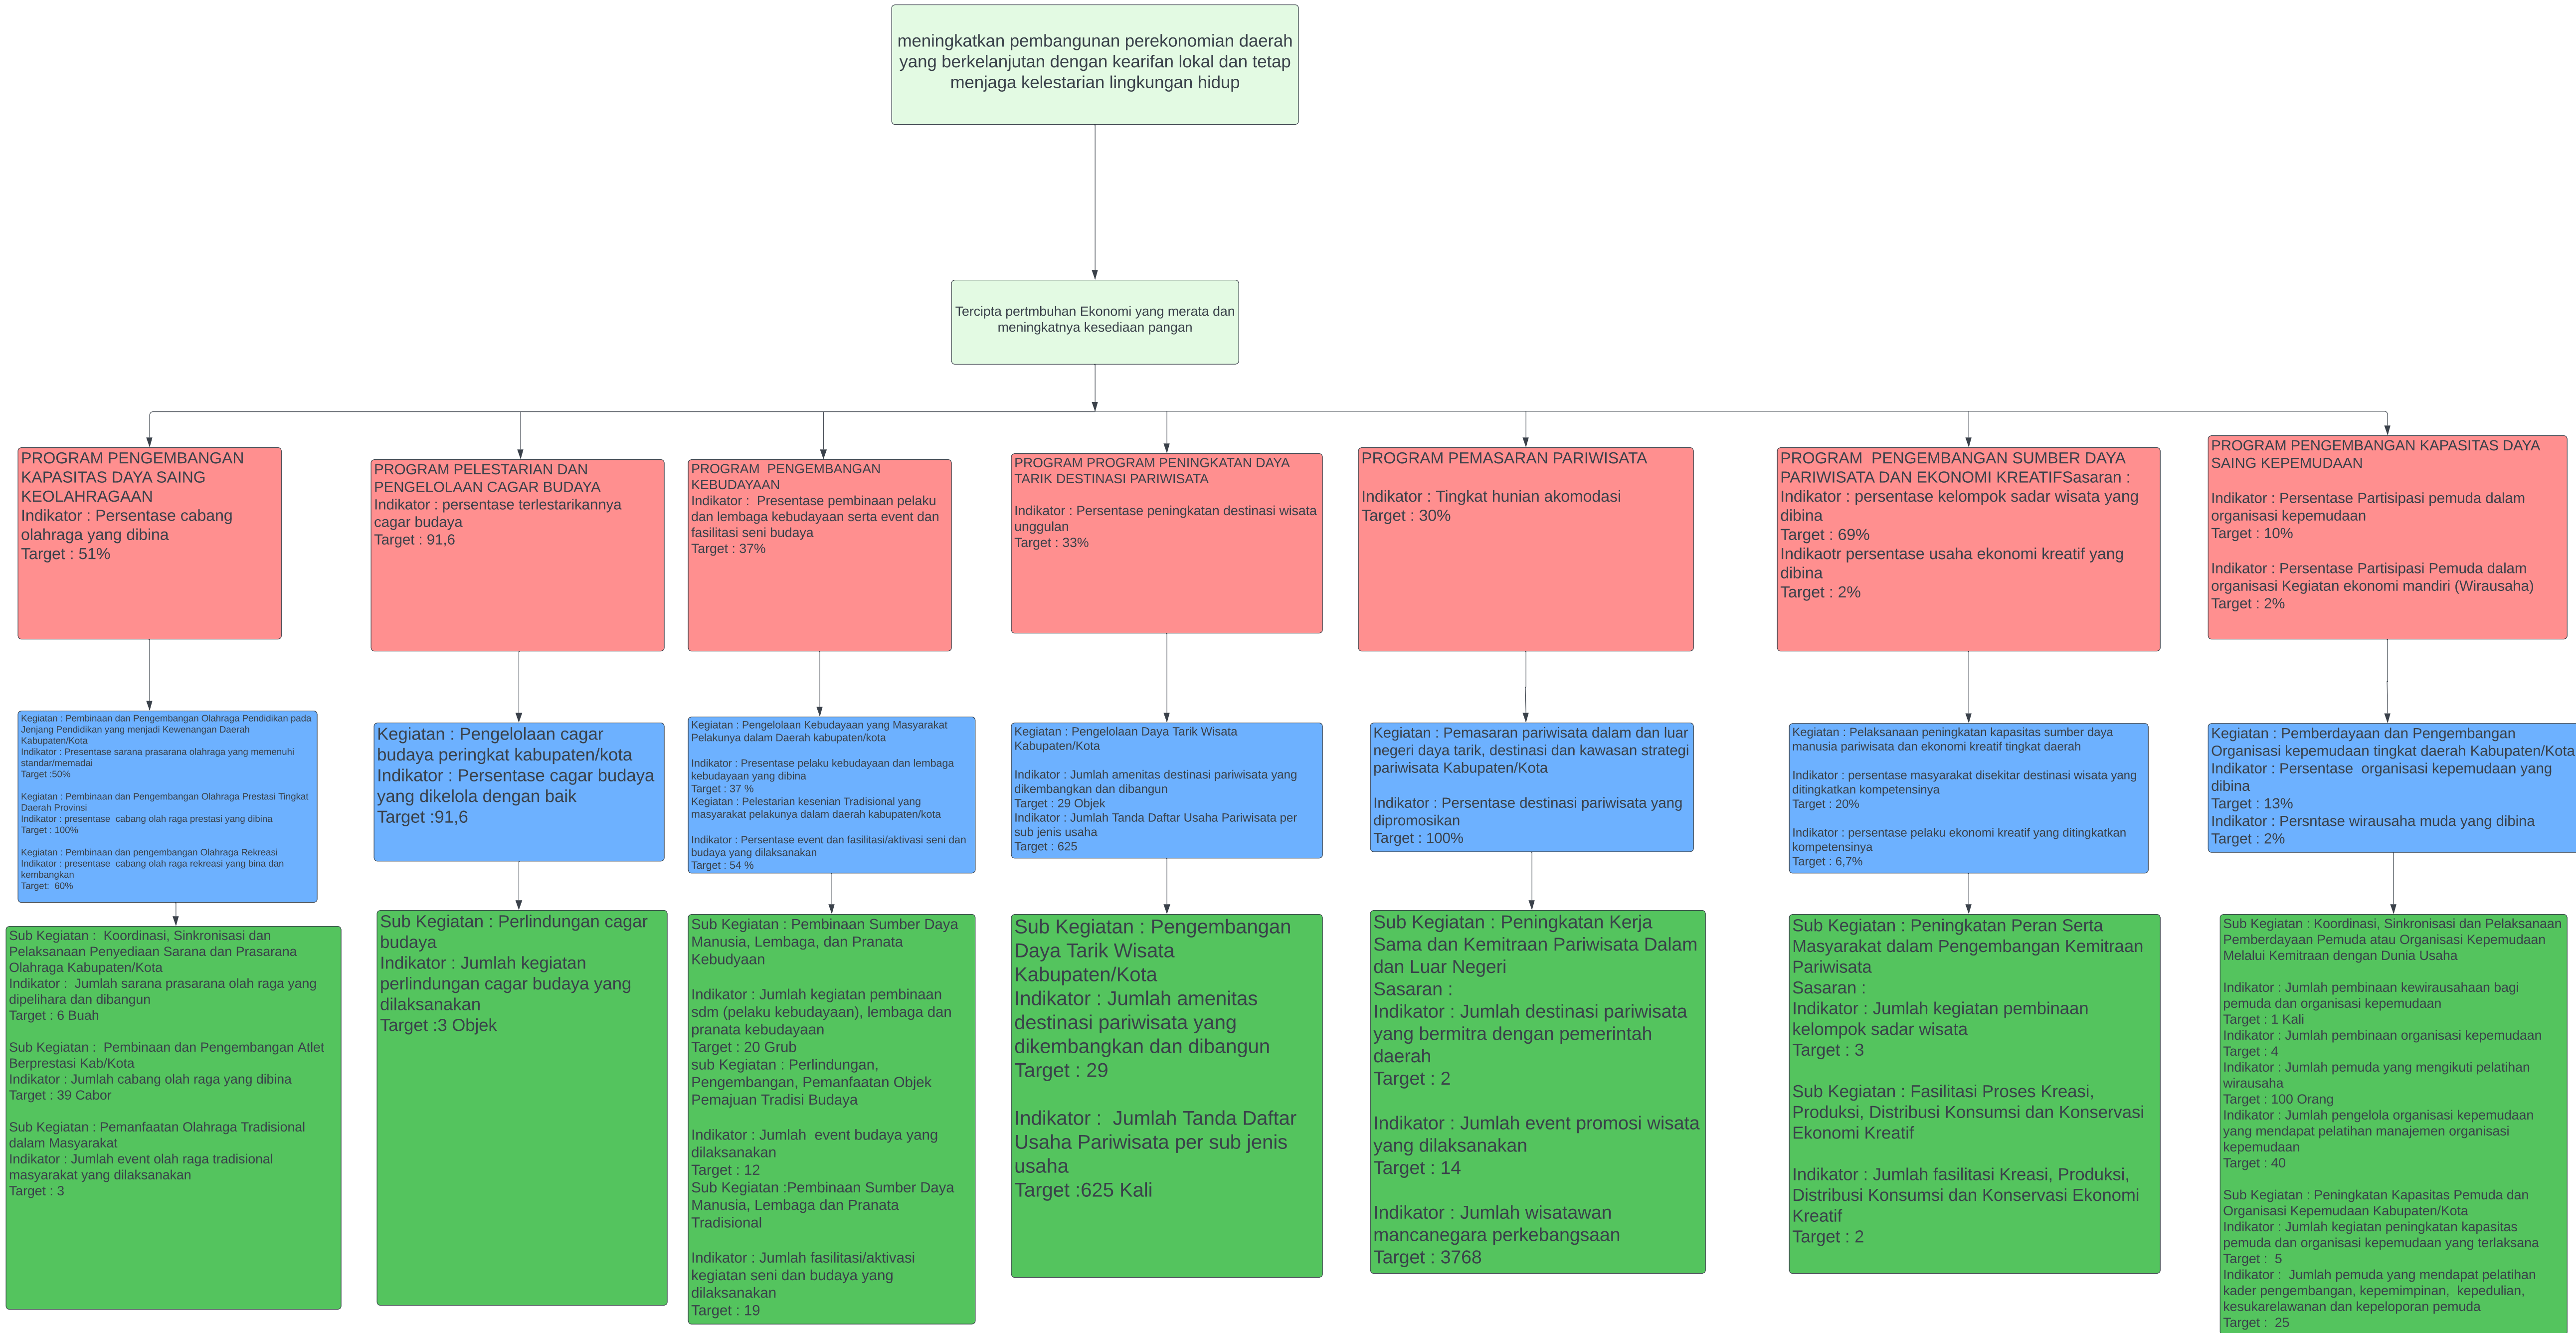 meningkatkan pembangunan perekonomian daerah
yang berkelanjutan dengan kearifan lokal dan tetap
menjaga kelestarian lingkungan hidup
Tercipta pertmbuhan Ekonomi yang merata dan
meningkatnya kesediaan pangan
PROGRAM PENGEMBANGAN
KAPASITAS DAYA SAING
KEOLAHRAGAAN
Indikator : Persentase cabang
olahraga yang dibina
Target : 51%
PROGRAM PELESTARIAN DAN
PENGELOLAAN CAGAR BUDAYA
Indikator : persentase terlestarikannya
cagar budaya
Target : 91,6
PROGRAM  PENGEMBANGAN
KEBUDAYAAN
Indikator :  Presentase pembinaan pelaku
dan lembaga kebudayaan serta event dan
fasilitasi seni budaya
Target : 37%
PROGRAM PROGRAM PENINGKATAN DAYA
TARIK DESTINASI PARIWISATA
Indikator : Persentase peningkatan destinasi wisata
unggulan
Target : 33%
PROGRAM PEMASARAN PARIWISATA
Indikator : Tingkat hunian akomodasi
Target : 30%
PROGRAM  PENGEMBANGAN SUMBER DAYA
PARIWISATA DAN EKONOMI KREATIFSasaran :
Indikator : persentase kelompok sadar wisata yang
dibina
Target : 69%
Indikaotr persentase usaha ekonomi kreatif yang
dibina
Target : 2%
PROGRAM PENGEMBANGAN KAPASITAS DAYA
SAING KEPEMUDAAN
Indikator : Persentase Partisipasi pemuda dalam
organisasi kepemudaan
Target : 10%
Indikator : Persentase Partisipasi Pemuda dalam
organisasi Kegiatan ekonomi mandiri (Wirausaha)
Target : 2%
Kegiatan : Pembinaan dan Pengembangan Olahraga Pendidikan pada
Jenjang Pendidikan yang menjadi Kewenangan Daerah
Kabupaten/Kota
Indikator : Presentase sarana prasarana olahraga yang memenuhi
standar/memadai
Target :50%
Kegiatan : Pembinaan dan Pengembangan Olahraga Prestasi Tingkat
Daerah Provinsi
Indikator : presentase  cabang olah raga prestasi yang dibina
Target : 100%
Kegiatan : Pembinaan dan pengembangan Olahraga Rekreasi
Indikator : presentase  cabang olah raga rekreasi yang bina dan
kembangkan
Target:  60%
Kegiatan : Pengelolaan cagar
budaya peringkat kabupaten/kota
Indikator : Persentase cagar budaya
yang dikelola dengan baik
Target :91,6
Kegiatan : Pengelolaan Kebudayaan yang Masyarakat
Pelakunya dalam Daerah kabupaten/kota
Indikator : Presentase pelaku kebudayaan dan lembaga
kebudayaan yang dibina
Target : 37 %
Kegiatan : Pelestarian kesenian Tradisional yang
masyarakat pelakunya dalam daerah kabupaten/kota
Indikator : Persentase event dan fasilitasi/aktivasi seni dan
budaya yang dilaksanakan
Target : 54 %
Kegiatan : Pengelolaan Daya Tarik Wisata
Kabupaten/Kota
Indikator : Jumlah amenitas destinasi pariwisata yang
dikembangkan dan dibangun
Target : 29 Objek
Indikator : Jumlah Tanda Daftar Usaha Pariwisata per
sub jenis usaha
Target : 625
Kegiatan : Pemasaran pariwisata dalam dan luar
negeri daya tarik, destinasi dan kawasan strategi
pariwisata Kabupaten/Kota
Indikator : Persentase destinasi pariwisata yang
dipromosikan
Target : 100%
Kegiatan : Pelaksanaan peningkatan kapasitas sumber daya
manusia pariwisata dan ekonomi kreatif tingkat daerah
Indikator : persentase masyarakat disekitar destinasi wisata yang
ditingkatkan kompetensinya
Target : 20%
Indikator : persentase pelaku ekonomi kreatif yang ditingkatkan
kompetensinya
Target : 6,7%
Kegiatan : Pemberdayaan dan Pengembangan
Organisasi kepemudaan tingkat daerah Kabupaten/Kota
Indikator : Persentase  organisasi kepemudaan yang
dibina
Target : 13%
Indikator : Persntase wirausaha muda yang dibina
Target : 2%
Sub Kegiatan :  Koordinasi, Sinkronisasi dan
Pelaksanaan Penyediaan Sarana dan Prasarana
Olahraga Kabupaten/Kota
Indikator :  Jumlah sarana prasarana olah raga yang
dipelihara dan dibangun
Target : 6 Buah
Sub Kegiatan :  Pembinaan dan Pengembangan Atlet
Berprestasi Kab/Kota
Indikator : Jumlah cabang olah raga yang dibina
Target : 39 Cabor
Sub Kegiatan : Pemanfaatan Olahraga Tradisional
dalam Masyarakat
Indikator : Jumlah event olah raga tradisional
masyarakat yang dilaksanakan
Target : 3
Sub Kegiatan : Perlindungan cagar
budaya
Indikator : Jumlah kegiatan
perlindungan cagar budaya yang
dilaksanakan
Target :3 Objek
Sub Kegiatan : Pembinaan Sumber Daya
Manusia, Lembaga, dan Pranata
Kebudyaan
Indikator : Jumlah kegiatan pembinaan
sdm (pelaku kebudayaan), lembaga dan
pranata kebudayaan
Target : 20 Grub
sub Kegiatan : Perlindungan,
Pengembangan, Pemanfaatan Objek
Pemajuan Tradisi Budaya
Indikator : Jumlah  event budaya yang
dilaksanakan
Target : 12
Sub Kegiatan :Pembinaan Sumber Daya
Manusia, Lembaga dan Pranata
Tradisional
Indikator : Jumlah fasilitasi/aktivasi
kegiatan seni dan budaya yang
dilaksanakan
Target : 19
Sub Kegiatan : Pengembangan
Daya Tarik Wisata
Kabupaten/Kota
Indikator : Jumlah amenitas
destinasi pariwisata yang
dikembangkan dan dibangun
Target : 29
Indikator :  Jumlah Tanda Daftar
Usaha Pariwisata per sub jenis
usaha
Target :625 Kali
Sub Kegiatan : Peningkatan Kerja
Sama dan Kemitraan Pariwisata Dalam
dan Luar Negeri
Sasaran :
Indikator : Jumlah destinasi pariwisata
yang bermitra dengan pemerintah
daerah
Target : 2
Indikator : Jumlah event promosi wisata
yang dilaksanakan
Target : 14
Indikator : Jumlah wisatawan
mancanegara perkebangsaan
Target : 3768
Sub Kegiatan : Peningkatan Peran Serta
Masyarakat dalam Pengembangan Kemitraan
Pariwisata
Sasaran :
Indikator : Jumlah kegiatan pembinaan
kelompok sadar wisata
Target : 3
Sub Kegiatan : Fasilitasi Proses Kreasi,
Produksi, Distribusi Konsumsi dan Konservasi
Ekonomi Kreatif
Indikator : Jumlah fasilitasi Kreasi, Produksi,
Distribusi Konsumsi dan Konservasi Ekonomi
Kreatif
Target : 2
Sub Kegiatan : Koordinasi, Sinkronisasi dan Pelaksanaan
Pemberdayaan Pemuda atau Organisasi Kepemudaan
Melalui Kemitraan dengan Dunia Usaha
Indikator : Jumlah pembinaan kewirausahaan bagi
pemuda dan organisasi kepemudaan
Target : 1 Kali
Indikator : Jumlah pembinaan organisasi kepemudaan
Target : 4
Indikator : Jumlah pemuda yang mengikuti pelatihan
wirausaha
Target : 100 Orang
Indikator : Jumlah pengelola organisasi kepemudaan
yang mendapat pelatihan manajemen organisasi
kepemudaan
Target : 40
Sub Kegiatan : Peningkatan Kapasitas Pemuda dan
Organisasi Kepemudaan Kabupaten/Kota
Indikator : Jumlah kegiatan peningkatan kapasitas
pemuda dan organisasi kepemudaan yang terlaksana
Target :  5
Indikator :  Jumlah pemuda yang mendapat pelatihan
kader pengembangan, kepemimpinan,  kepedulian,
kesukarelawanan dan kepeloporan pemuda
Target :  25